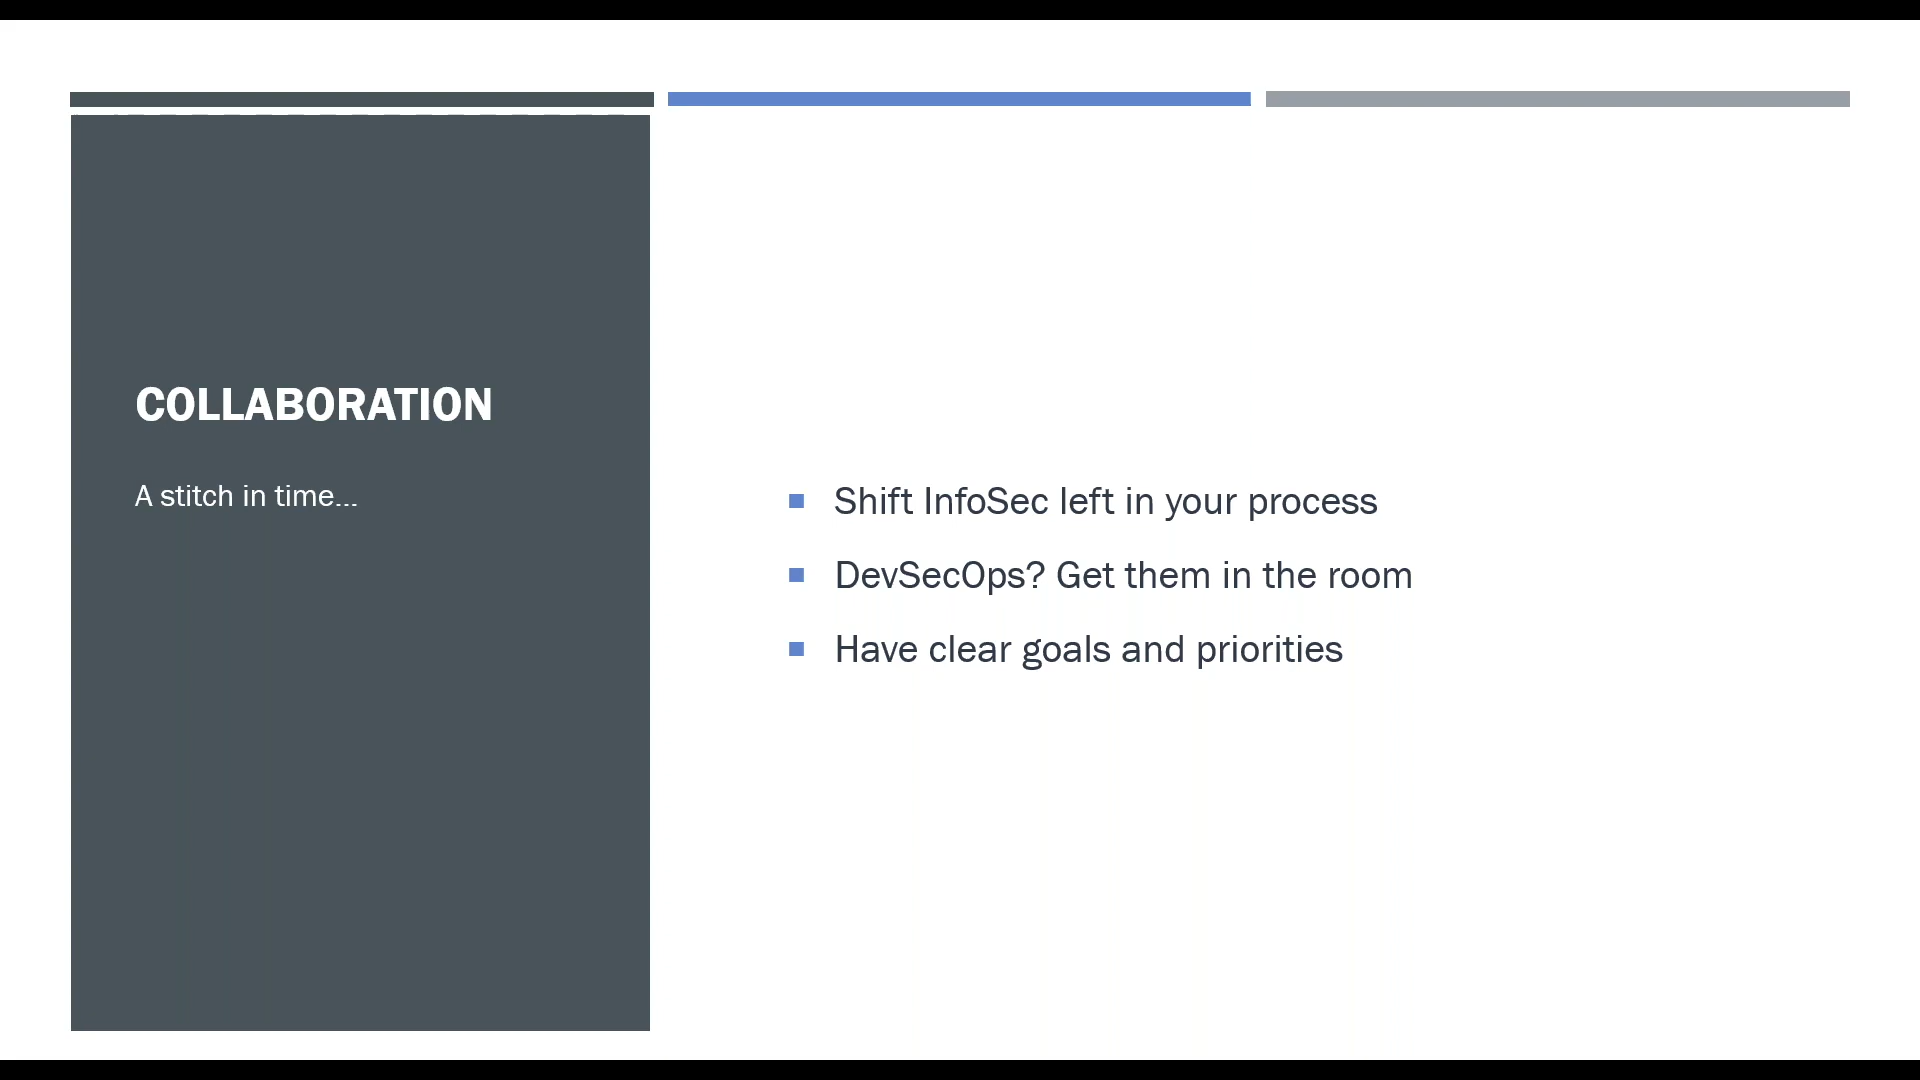 COLLABORATION
A stitch in time...
Shift InfoSec left in your process
DevSecOps? Get them in the room
Have clear goals and priorities